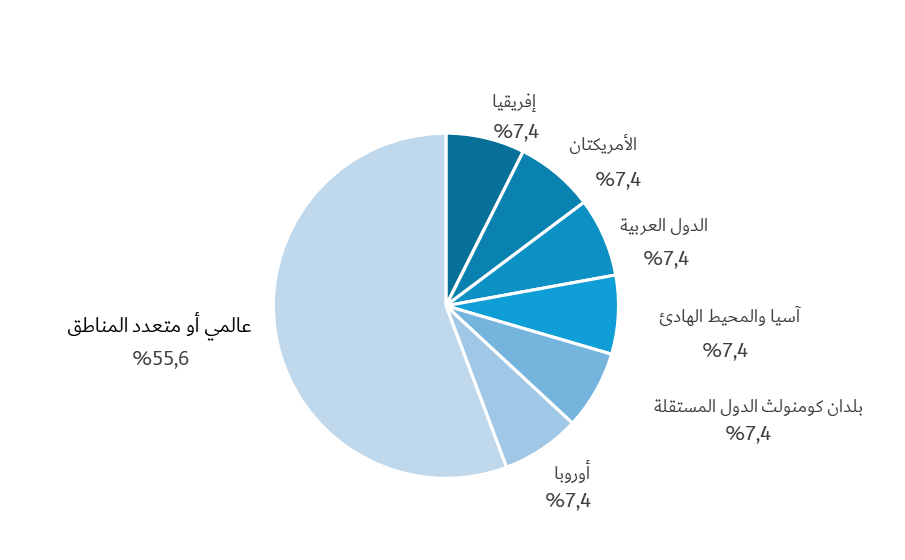 إفريقيا
%7,4
الأمريكتان
%7,4
الدول العربية
%7,4
آسيا والمحيط الهادئ
%7,4
بلدان كومنولث الدول المستقلة
%7,4
أوروبا
%7,4
عالمي أو متعدد المناطق
%55,6